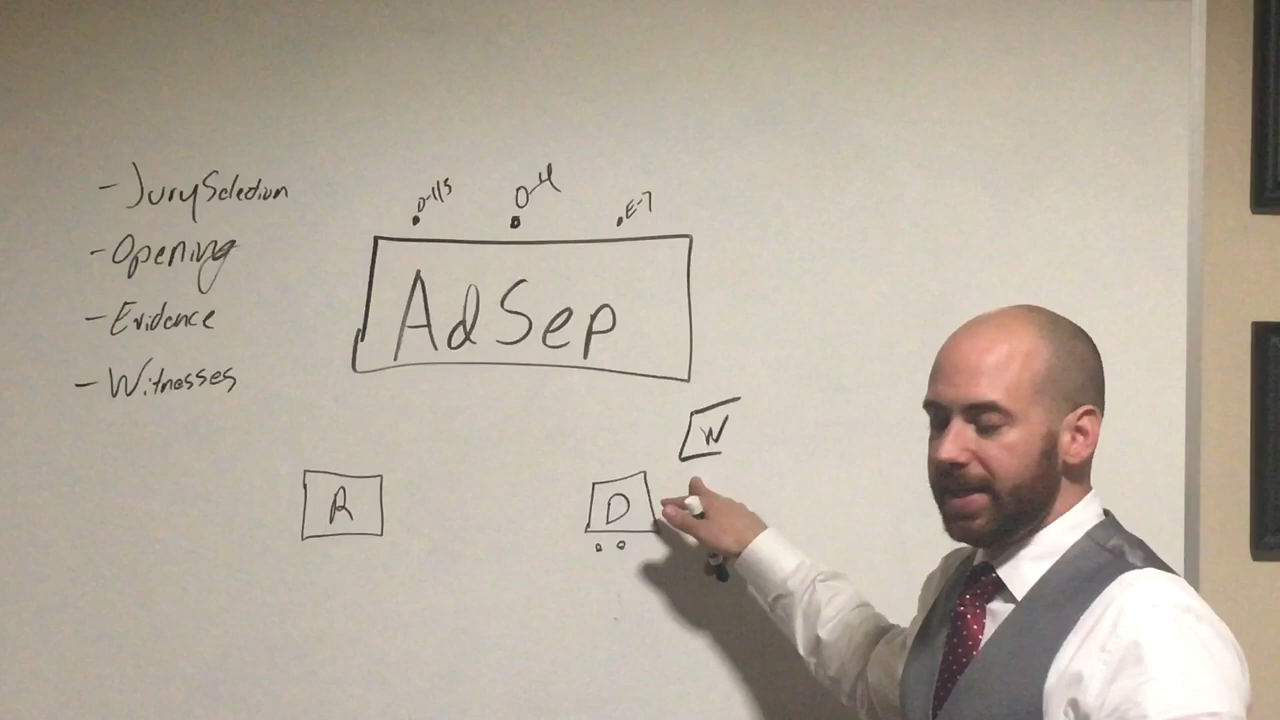 - Jury Selection
- Opening
- Evidence
- Witnesses
O-4
E-7
AdSep
W
R
D